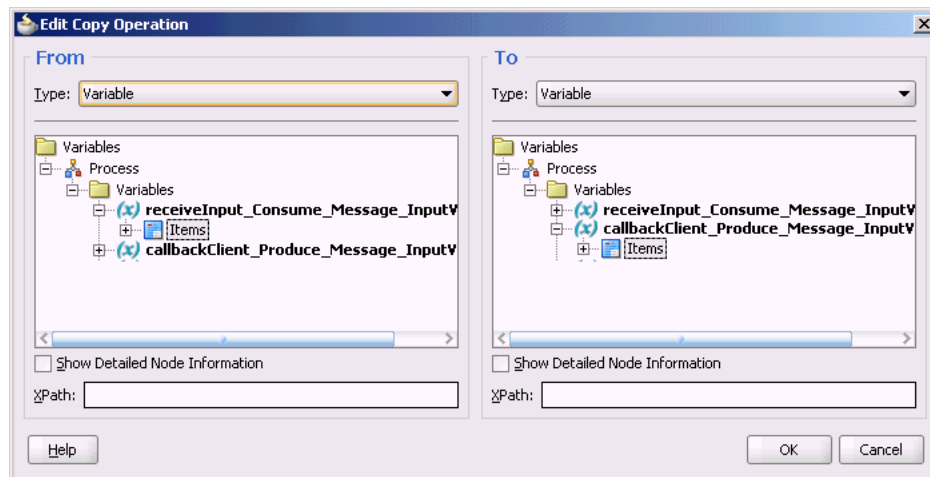 Edit Copy Operation
From
Type: Variable
Variables
Process
Variables
(x) receiveInput_Consume_Message_InputV
Items
(x) callbackClient_Produce_Message_InputV
Show Detailed Node Information
XPath:
To
Type: Variable
Variables
Process
Variables
(x) receiveInput_Consume_Message_InputV
(x) callbackClient_Produce_Message_InputV
Items
Show Detailed Node Information
XPath:
Help
OK
Cancel